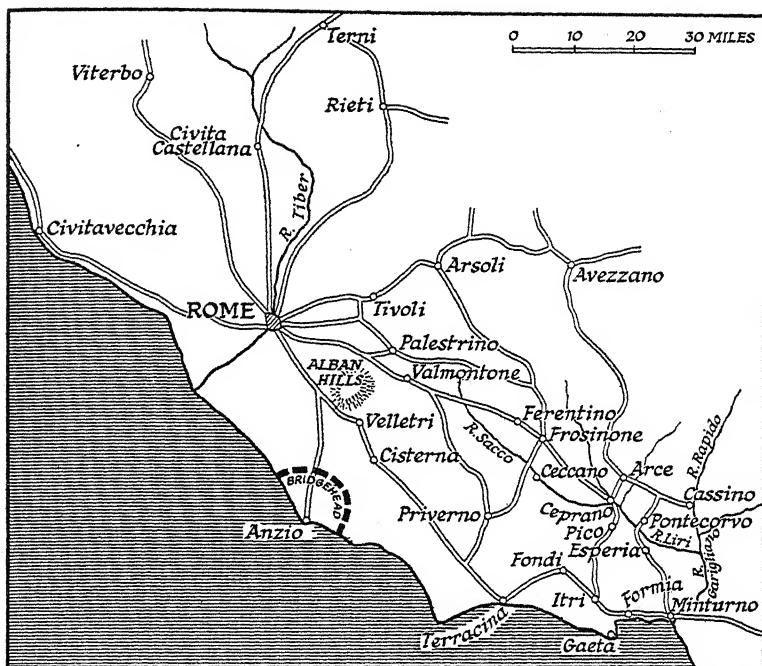 Terni
0 10 20 30 MILES
Viterbo
Rieti
Civita
Castellana
R. Tiber
Civitavecchia
Arsoli
Avezzano
ROME
Tivoli
Palestrino
ALBAN
HILLS
Valmontone
Velletri
Ferentino
Frosinone
R. Sacco
Cisterna
Ceccano
Arce
R. Rapido
BRIDGEHEAD
Cassino
Anzio
Priverno
Ceprano
Pontecorvo
Pico
R. Liri
Esperia
R. Garigliano
Fondi
Itri
Formia
Minturno
Terracina
Gaeta